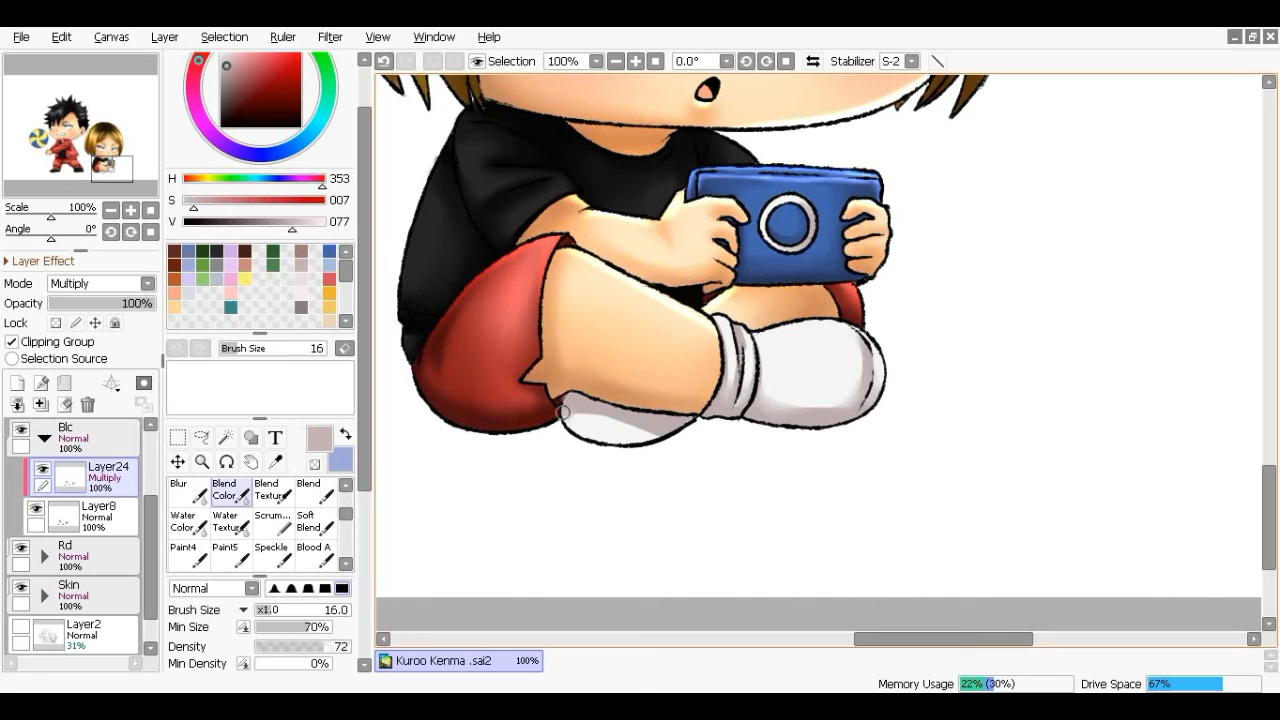 File Edit Canvas Layer Selection Ruler Filter View Window Help
Selection 100% 0.0° Stabilizer S-2
Scale 100%
Angle 0°
Layer Effect
Mode Multiply
Opacity 100%
Lock
Clipping Group
Selection Source
Blc
Normal
100%
Layer24
Multiply
100%
Layer8
Normal
100%
Rd
Normal
100%
Skin
Normal
100%
Layer2
Normal
31%
H 353
S 007
V 077
Brush Size 16
T
Blur Blend Color Blend Texture Blend
Water Color Water Texture Scrum... Soft Blend
Paint4 Paint5 Speckle Blood A
Normal
Brush Size x1.0 16.0
Min Size 70%
Density 72
Min Density 0%
Kuroo Kenma .sai2 100%
Memory Usage 22% (30%) Drive Space 67%